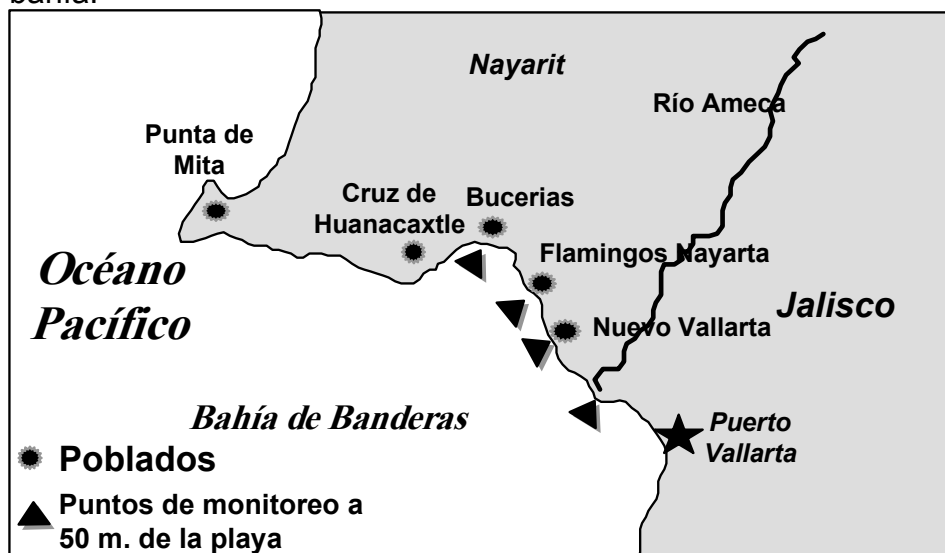 bahía.
Nayarit
Río Ameca
Punta de
Mita
Cruz de
Huanacaxtle
Bucerias
Flamingos Nayarta
Océano
Pacífico
Jalisco
Nuevo Vallarta
Bahía de Banderas
Puerto
Vallarta
Poblados
Puntos de monitoreo a
50 m. de la playa